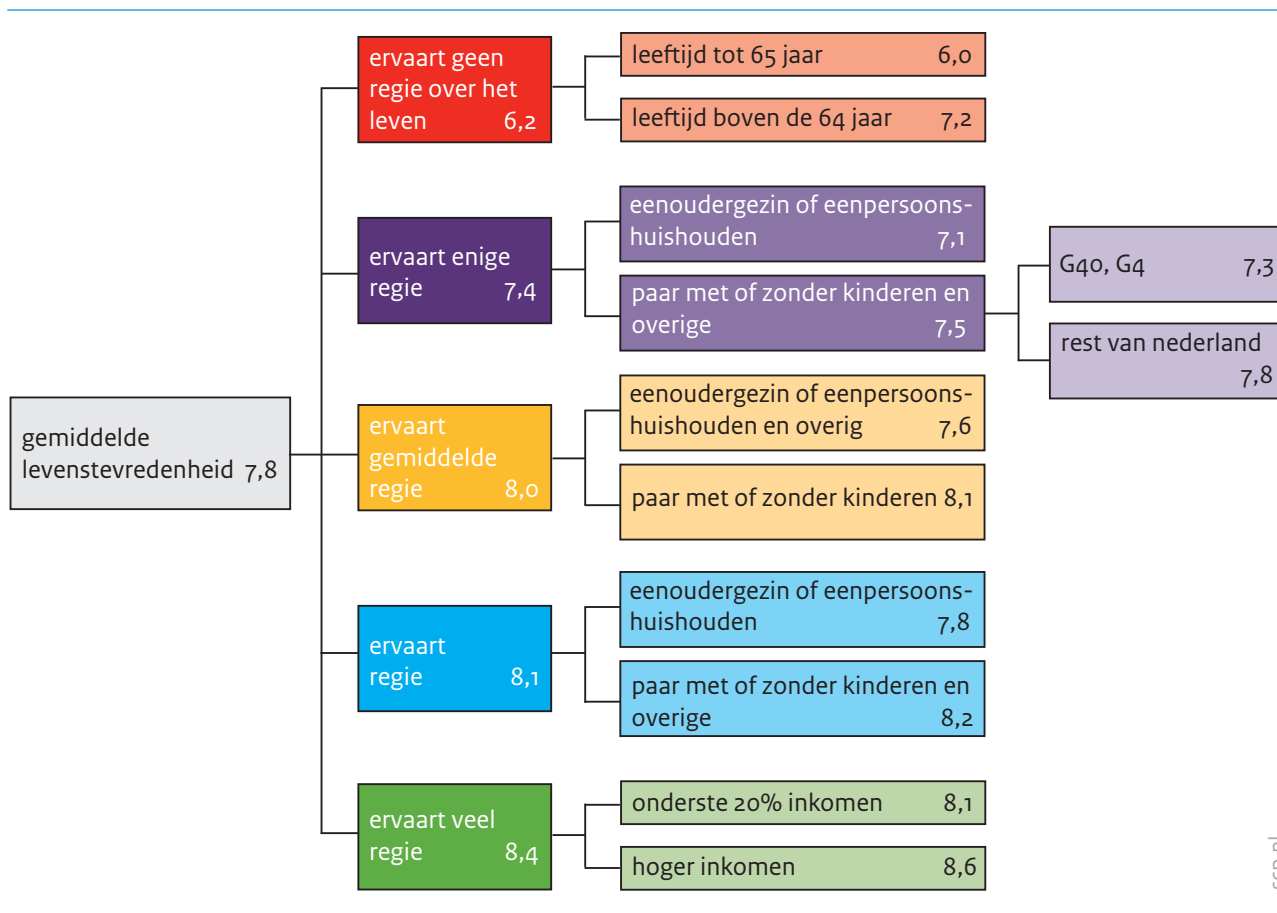 ervaart geen
regie over het
leven 6,2
leeftijd tot 65 jaar 6,0
leeftijd boven de 64 jaar 7,2
ervaart enige
regie 7,4
eenoudergezin of eenpersoons-
huishouden 7,1
paar met of zonder kinderen en
overige 7,5
G40, G4 7,3
rest van nederland
7,8
gemiddelde
levenstevredenheid 7,8
ervaart
gemiddelde
regie 8,0
eenoudergezin of eenpersoons-
huishouden en overig 7,6
paar met of zonder kinderen 8,1
ervaart
regie 8,1
eenoudergezin of eenpersoons-
huishouden 7,8
paar met of zonder kinderen en
overige 8,2
ervaart veel
regie 8,4
onderste 20% inkomen 8,1
hoger inkomen 8,6
scp.nl